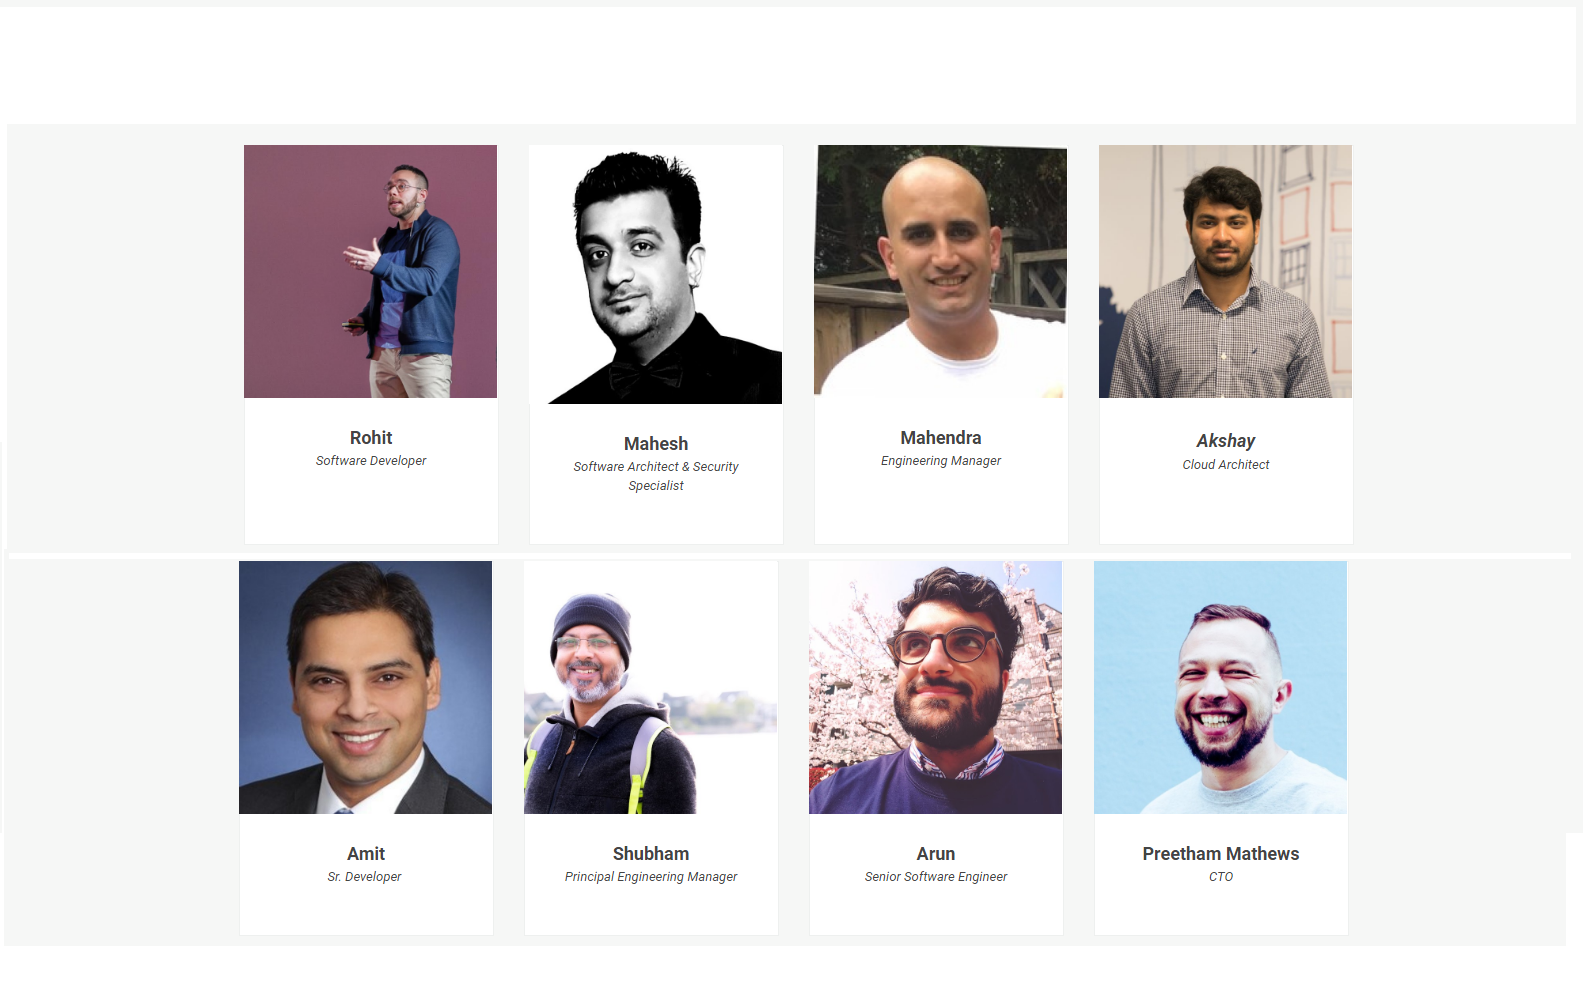 Rohit
Software Developer
Mahesh
Software Architect & Security
Specialist
Mahendra
Engineering Manager
Akshay
Cloud Architect
Amit
Sr. Developer
Shubham
Principal Engineering Manager
Arun
Senior Software Engineer
Preetham Mathews
CTO